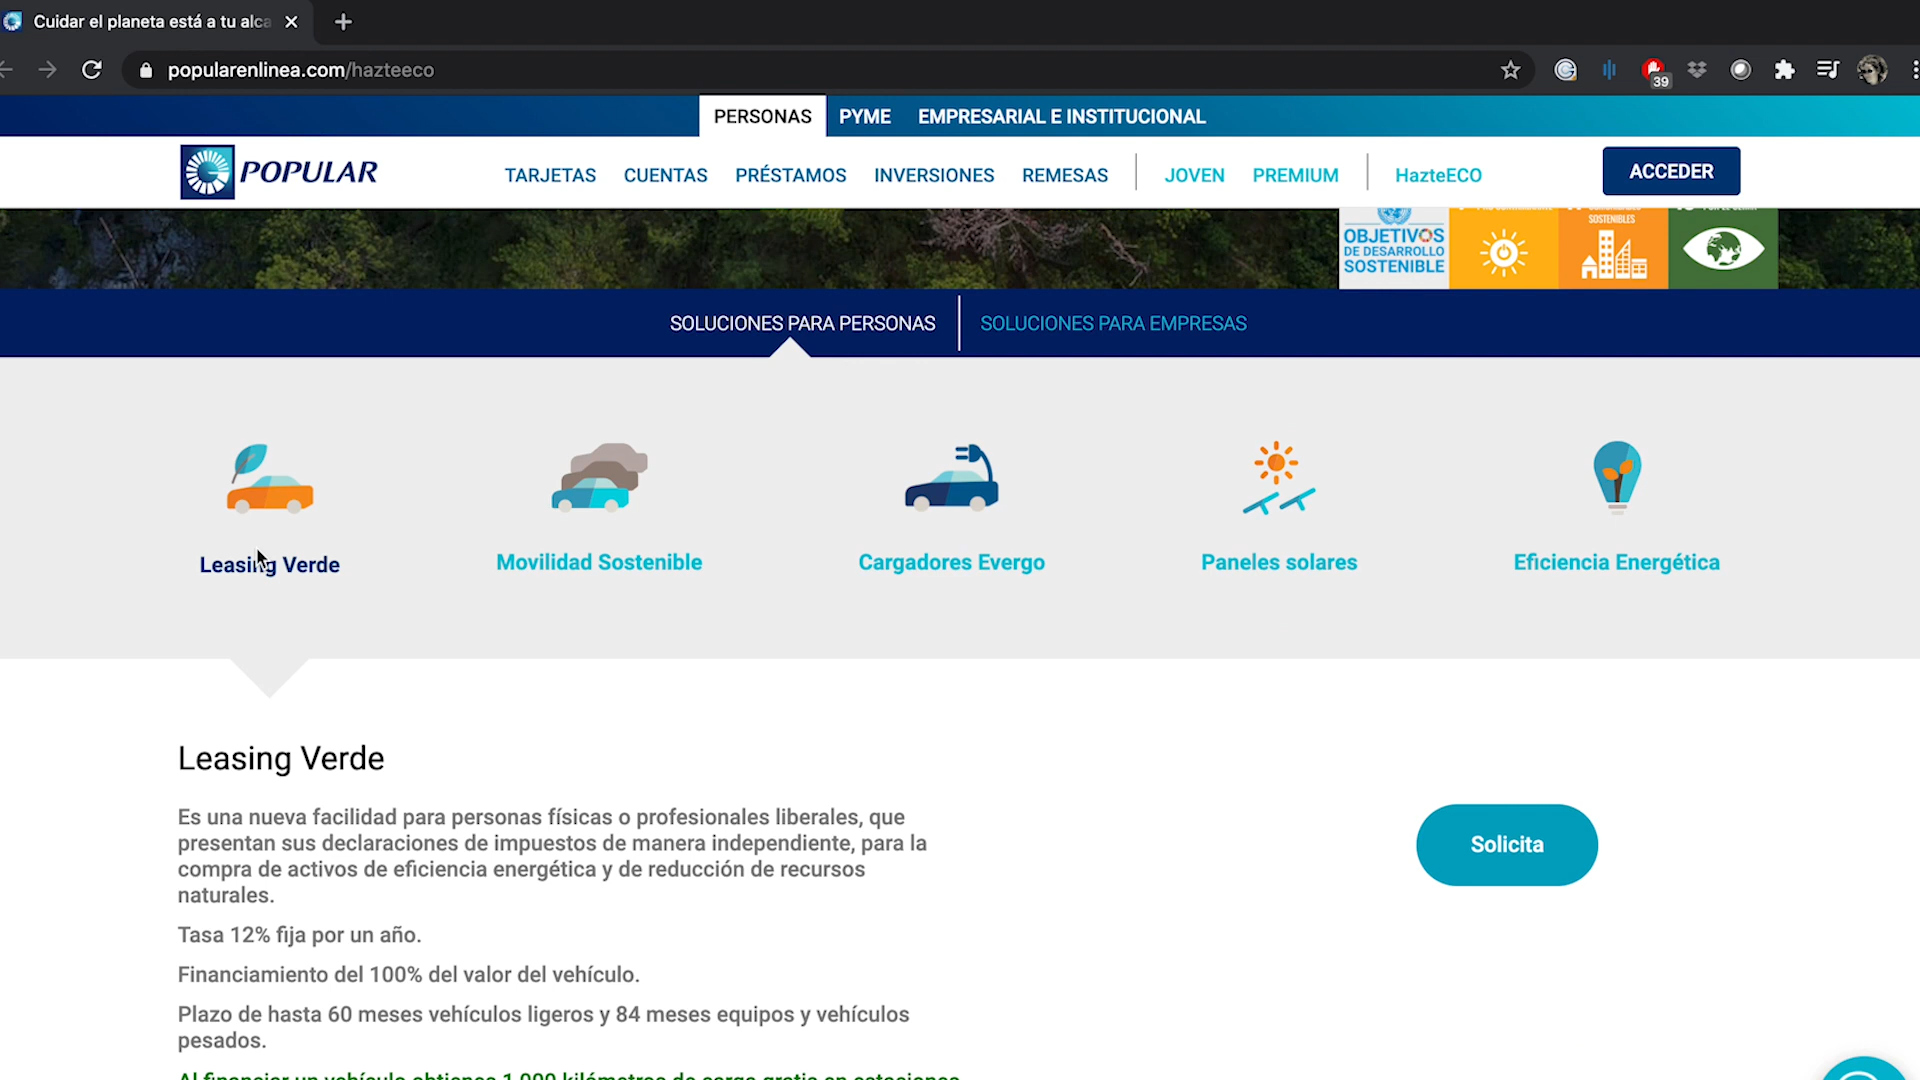 Cuidar el planeta está a tu alca
popularenlinea.com/hazteeco
39
PERSONAS PYME EMPRESARIAL E INSTITUCIONAL
POPULAR TARJETAS CUENTAS PRÉSTAMOS INVERSIONES REMESAS JOVEN PREMIUM HazteECO ACCEDER
SOSTENIBLES
OBJETIVOS
DE DESARROLLO
SOSTENIBLE
SOLUCIONES PARA PERSONAS SOLUCIONES PARA EMPRESAS
Leasing Verde Movilidad Sostenible Cargadores Evergo Paneles solares Eficiencia Energética
Leasing Verde
Es una nueva facilidad para personas físicas o profesionales liberales, que
presentan sus declaraciones de impuestos de manera independiente, para la
compra de activos de eficiencia energética y de reducción de recursos
naturales.
Solicita
Tasa 12% fija por un año.
Financiamiento del 100% del valor del vehículo.
Plazo de hasta 60 meses vehículos ligeros y 84 meses equipos y vehículos
pesados.
Al financiar un vehículo obtienes 1,000 kilómetros de carga gratis en estaciones